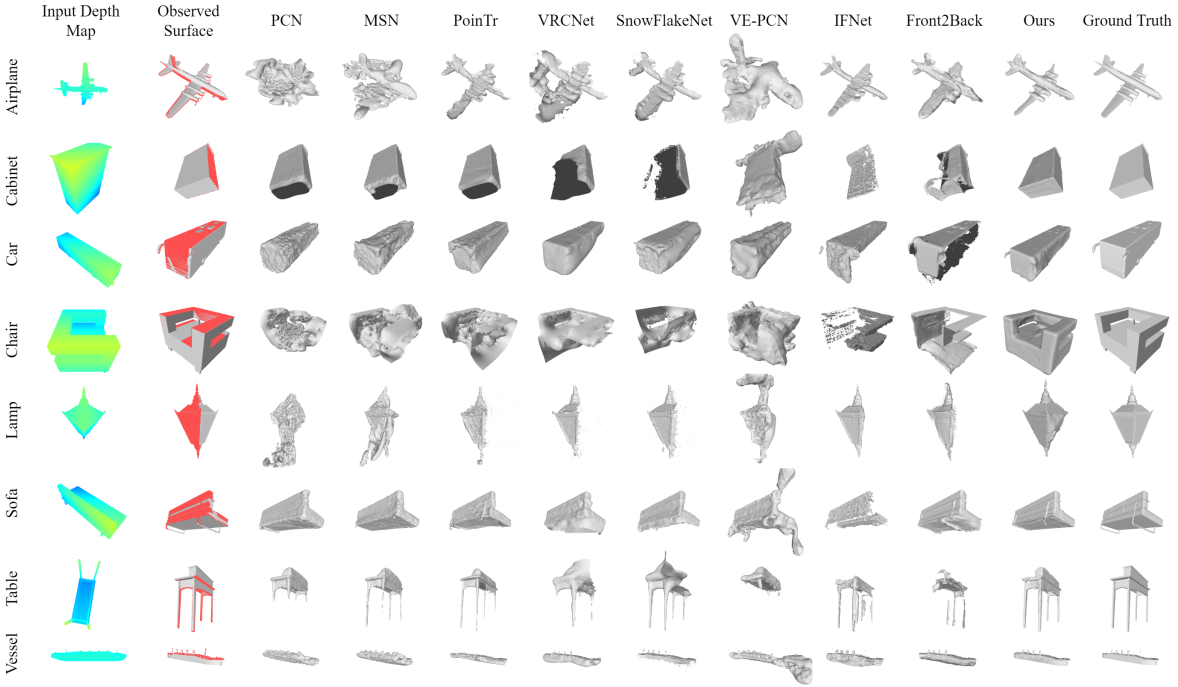 Input Depth
Map
Observed
Surface
PCN
MSN
PoinTr
VRCNet
SnowFlakeNet
VE-PCN
IFNet
Front2Back
Ours
Ground Truth
Airplane
Cabinet
Car
Chair
Lamp
Sofa
Table
Vessel